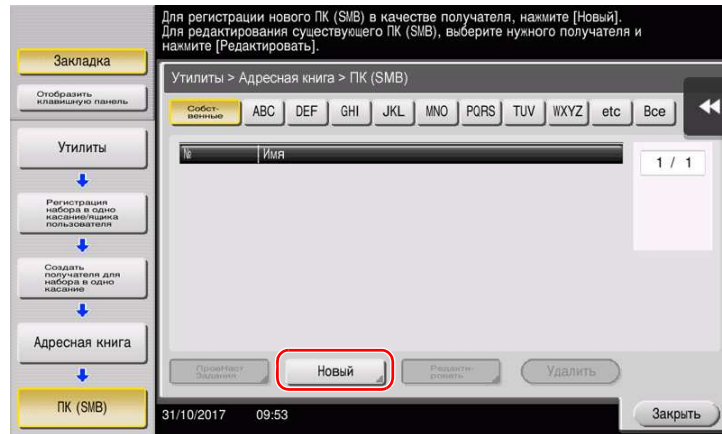 Для регистрации нового ПК (SMB) в качестве получателя, нажмите [Новый].
Для редактирования существующего ПК (SMB), выберите нужного получателя и
нажмите [Редактировать].
Закладка
Отобразить
клавишную панель
Утилиты
Регистрация
набора в одно
касание/ящика
пользователя
Создать
получателя для
набора в одно
касание
Адресная книга
ПК (SMB)
Утилиты > Адресная книга > ПК (SMB)
Собст-
венные
ABC
DEF
GHI
JKL
MNO
PQRS
TUV
WXYZ
etc
Все
№
Имя
1 / 1
ПровНаст
Задания
Новый
Редакти-
ровать
Удалить
31/10/2017
09:53
Закрыть